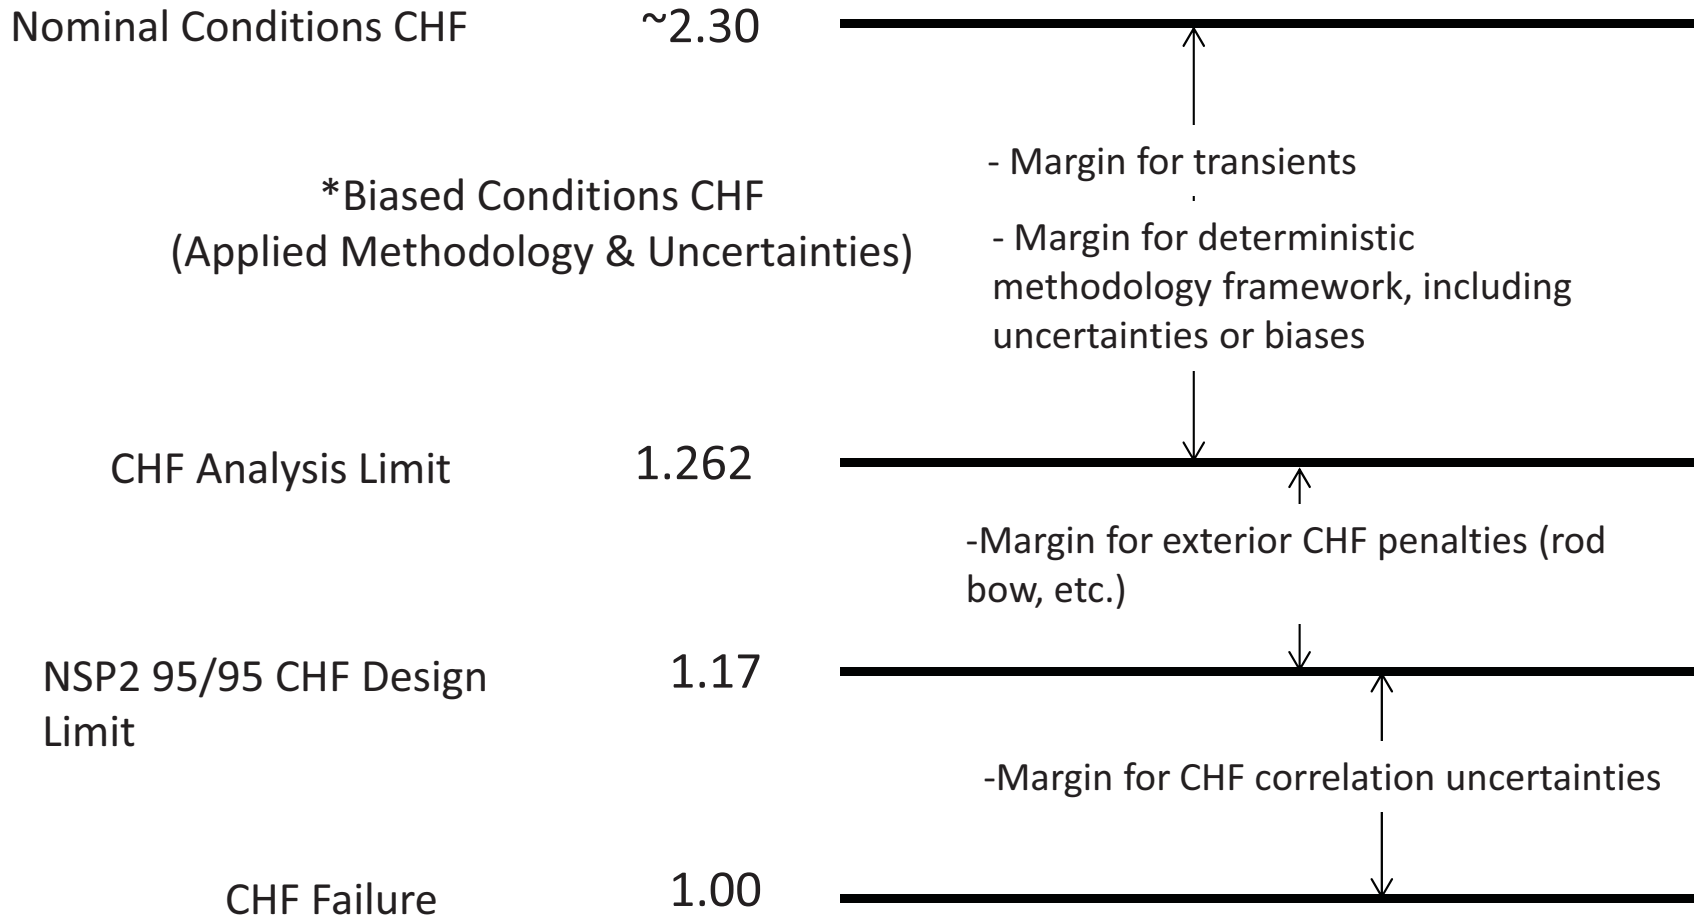 Nominal Conditions CHF ~2.30
- Margin for transients
*Biased Conditions CHF
(Applied Methodology & Uncertainties)
- Margin for deterministic
methodology framework, including
uncertainties or biases
CHF Analysis Limit 1.262
-Margin for exterior CHF penalties (rod
bow, etc.)
NSP2 95/95 CHF Design
Limit
1.17
-Margin for CHF correlation uncertainties
CHF Failure 1.00